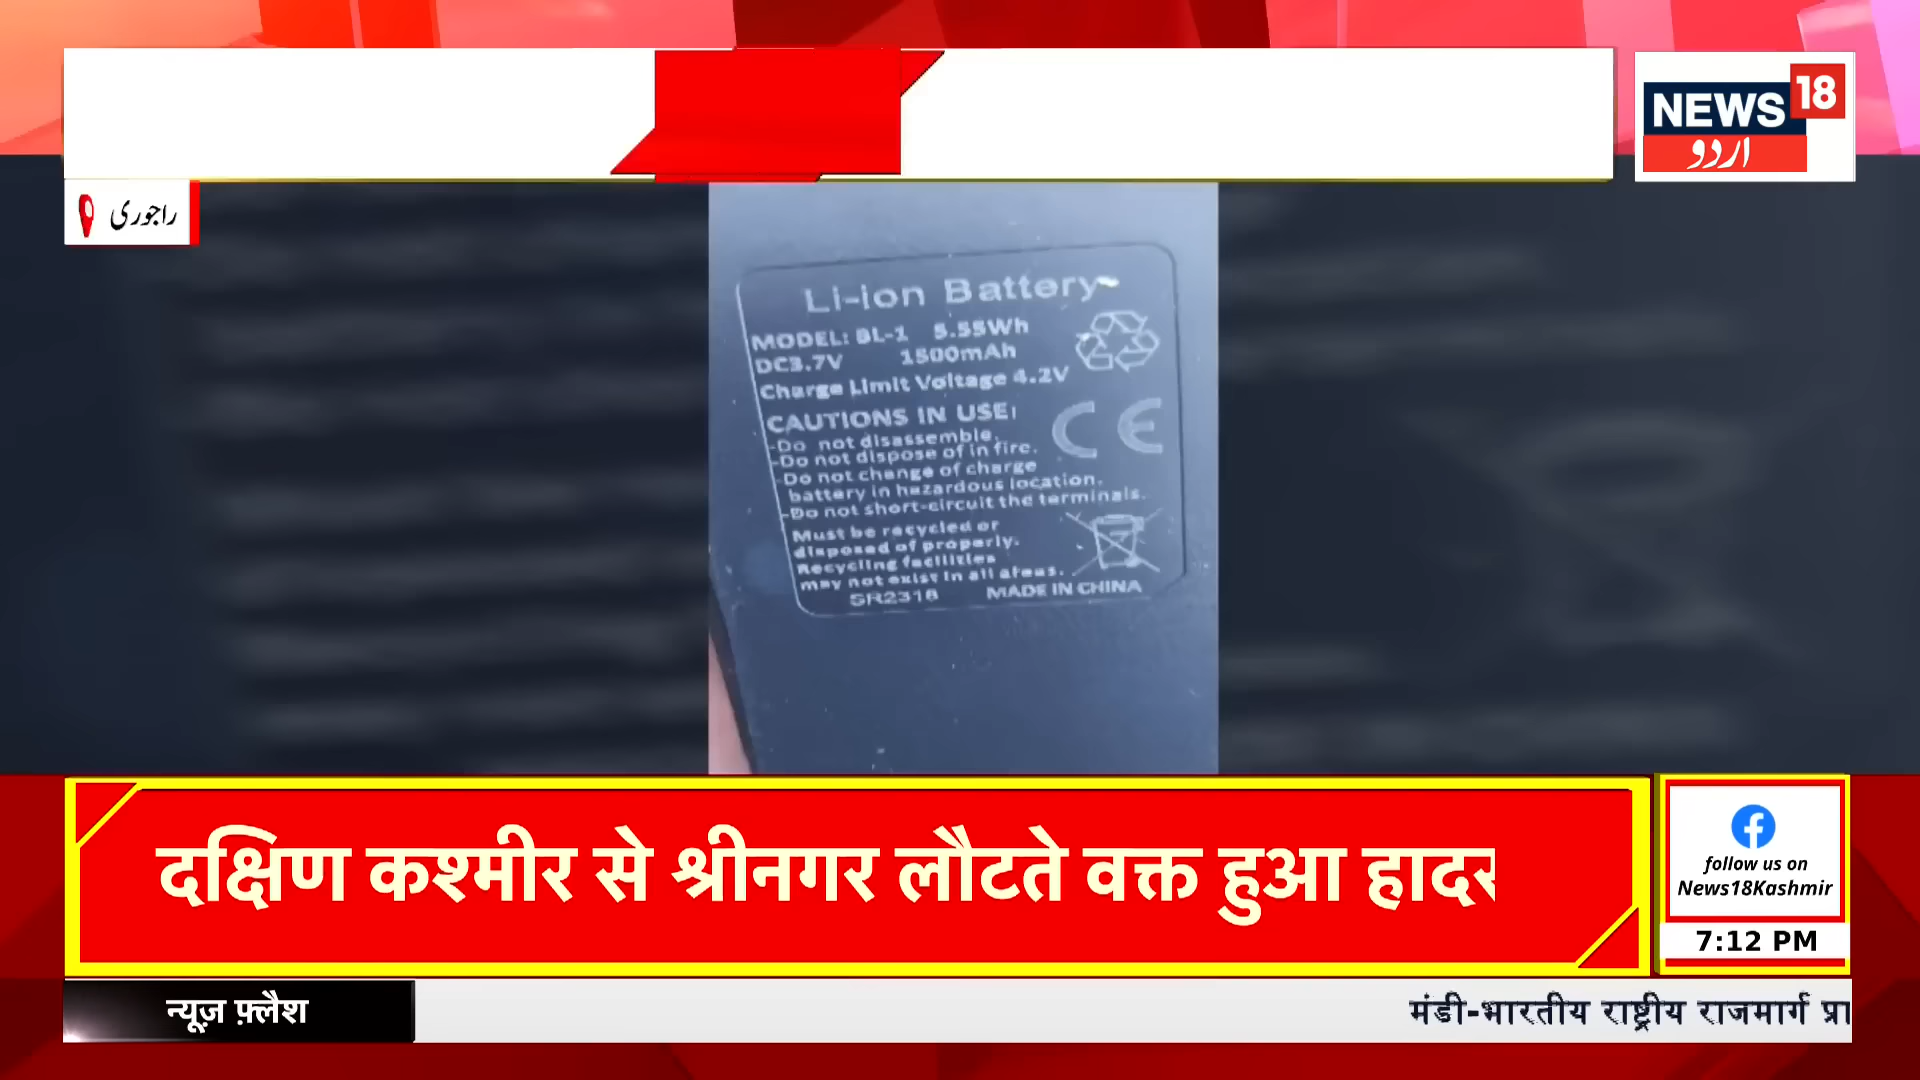 NEWS 18
اردو
راجوری
Li-ion Battery
MODEL: BL-1 5.55Wh
DC3.7V 1500mAh
Charge Limit Voltage 4.2V
CAUTIONS IN USE:
-Do not disassemble.
-Do not dispose of in fire.
-Do not change of charge
battery in hazardous location.
-Do not short-circuit the terminals.
Must be recycled or
disposed of properly.
Recycling facilities
may not exist in all areas.
SR2318 MADE IN CHINA
CE
दक्षिण कश्मीर से श्रीनगर लौटते वक्त हुआ
follow us on
News18Kashmir
7:12 PM
न्यूज़ फ़्लैश
मंडी-भारतीय राष्ट्रीय राजमार्ग प्रा